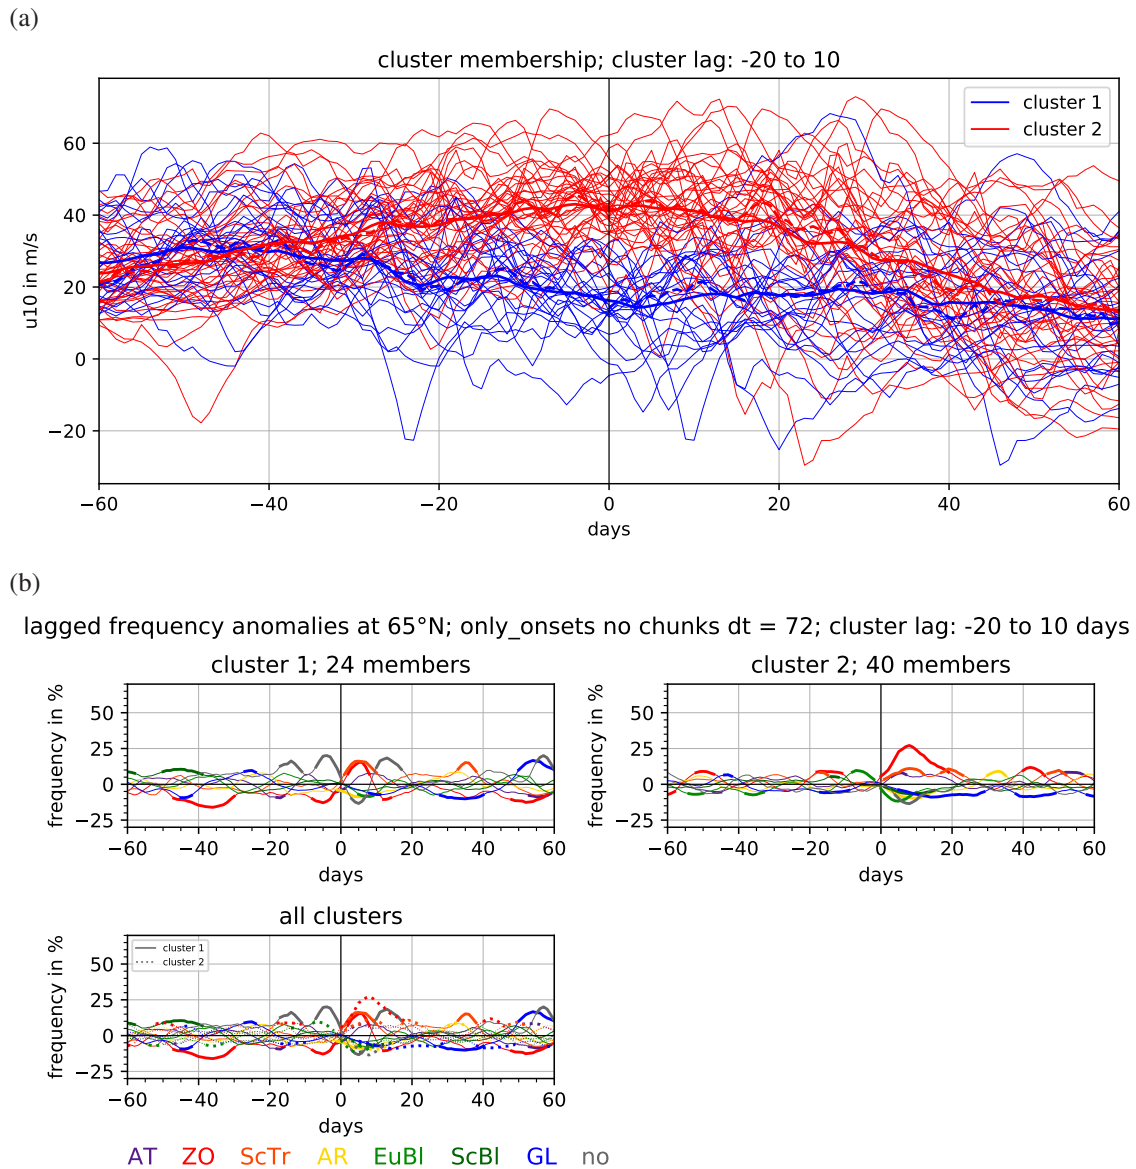 (a)
cluster membership; cluster lag: -20 to 10
cluster 1
cluster 2
u10 in m/s
60
40
20
0
−20
−60
−40
−20
0
20
40
60
days
(b)
lagged frequency anomalies at 65°N; only_onsets no chunks dt = 72; cluster lag: -20 to 10 days
cluster 1; 24 members
frequency in %
50
25
0
−25
−60
−40
−20
0
20
40
60
days
cluster 2; 40 members
frequency in %
50
25
0
−25
−60
−40
−20
0
20
40
60
days
all clusters
cluster 1
cluster 2
frequency in %
50
25
0
−25
−60
−40
−20
0
20
40
60
days
AT ZO ScTr AR EuBl ScBl GL no